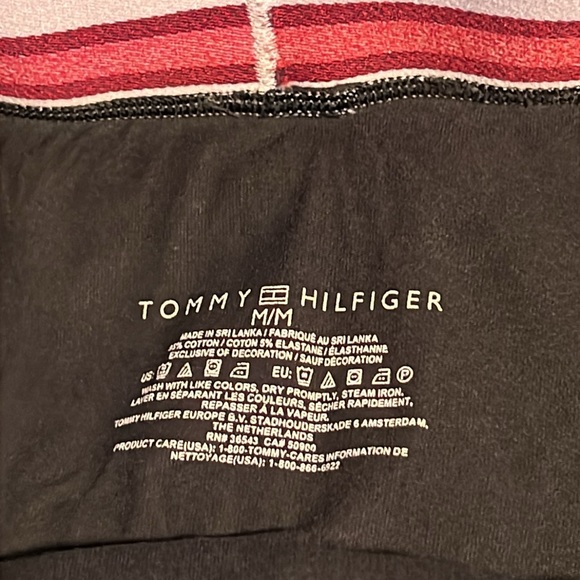 TOMMY HILFIGER
M/M
MADE IN SRI LANKA / FABRIQUÉ AU SRI LANKA
COTTON / COTON 5% ELASTANE / ÉLASTHANNE
EXCLUSIVE OF DECORATION / SAUF DÉCORATION
US: EU: P
WASH WITH LIKE COLORS, DRY PROMPTLY, STEAM IRON.
LAVER EN SÉPARANT LES COULEURS, SÉCHER RAPIDEMENT,
REPASSER À LA VAPEUR.
TOMMY HILFIGER EUROPE B.V. STADHOUDERSKADE 6 AMSTERDAM,
THE NETHERLANDS
RN# 36543 CA# 50900
PRODUCT CARE(USA): 1-800-TOMMY-CARES INFORMATION DE
NETTOYAGE(USA): 1-800-866-6922